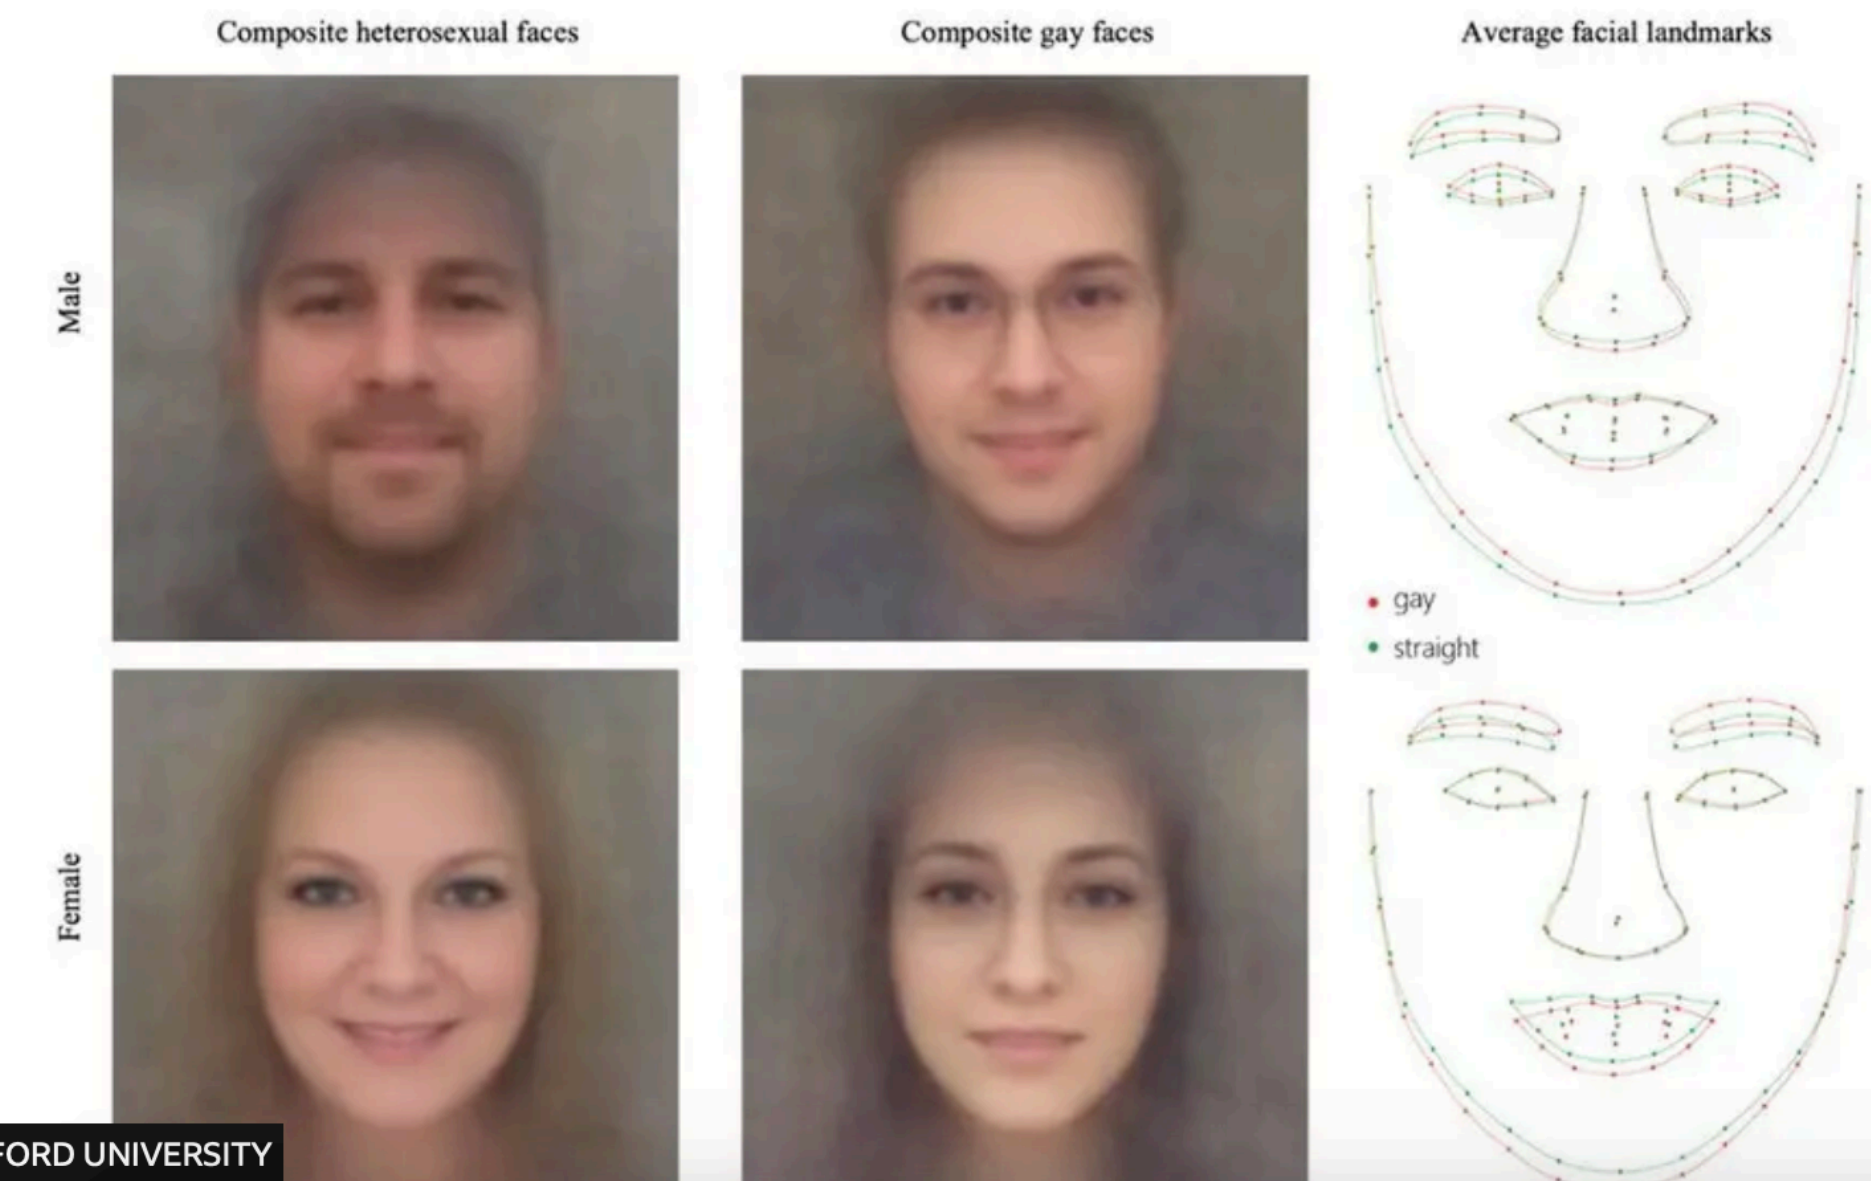 Composite heterosexual faces
Composite gay faces
Average facial landmarks
Male
gay
straight
Female
FORD UNIVERSITY